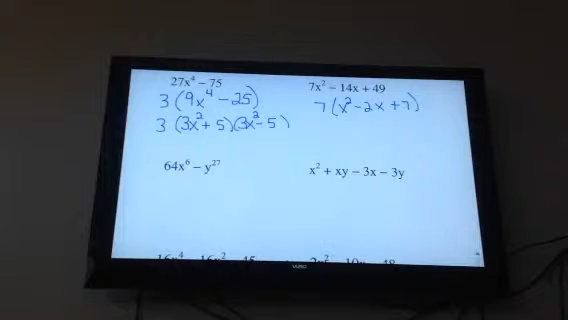 27x⁴ – 75
3 (9x⁴ – 25)
3 (3x² + 5)(3x² – 5)
7x² – 14x + 49
7 (x² – 2x + 7)
64x⁶ – y²⁷
x² + xy – 3x – 3y
VIZIO